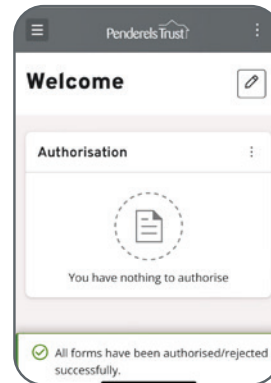 Penderels Trust
Welcome
Authorisation
You have nothing to authorise
All forms have been authorised/rejected
successfully.